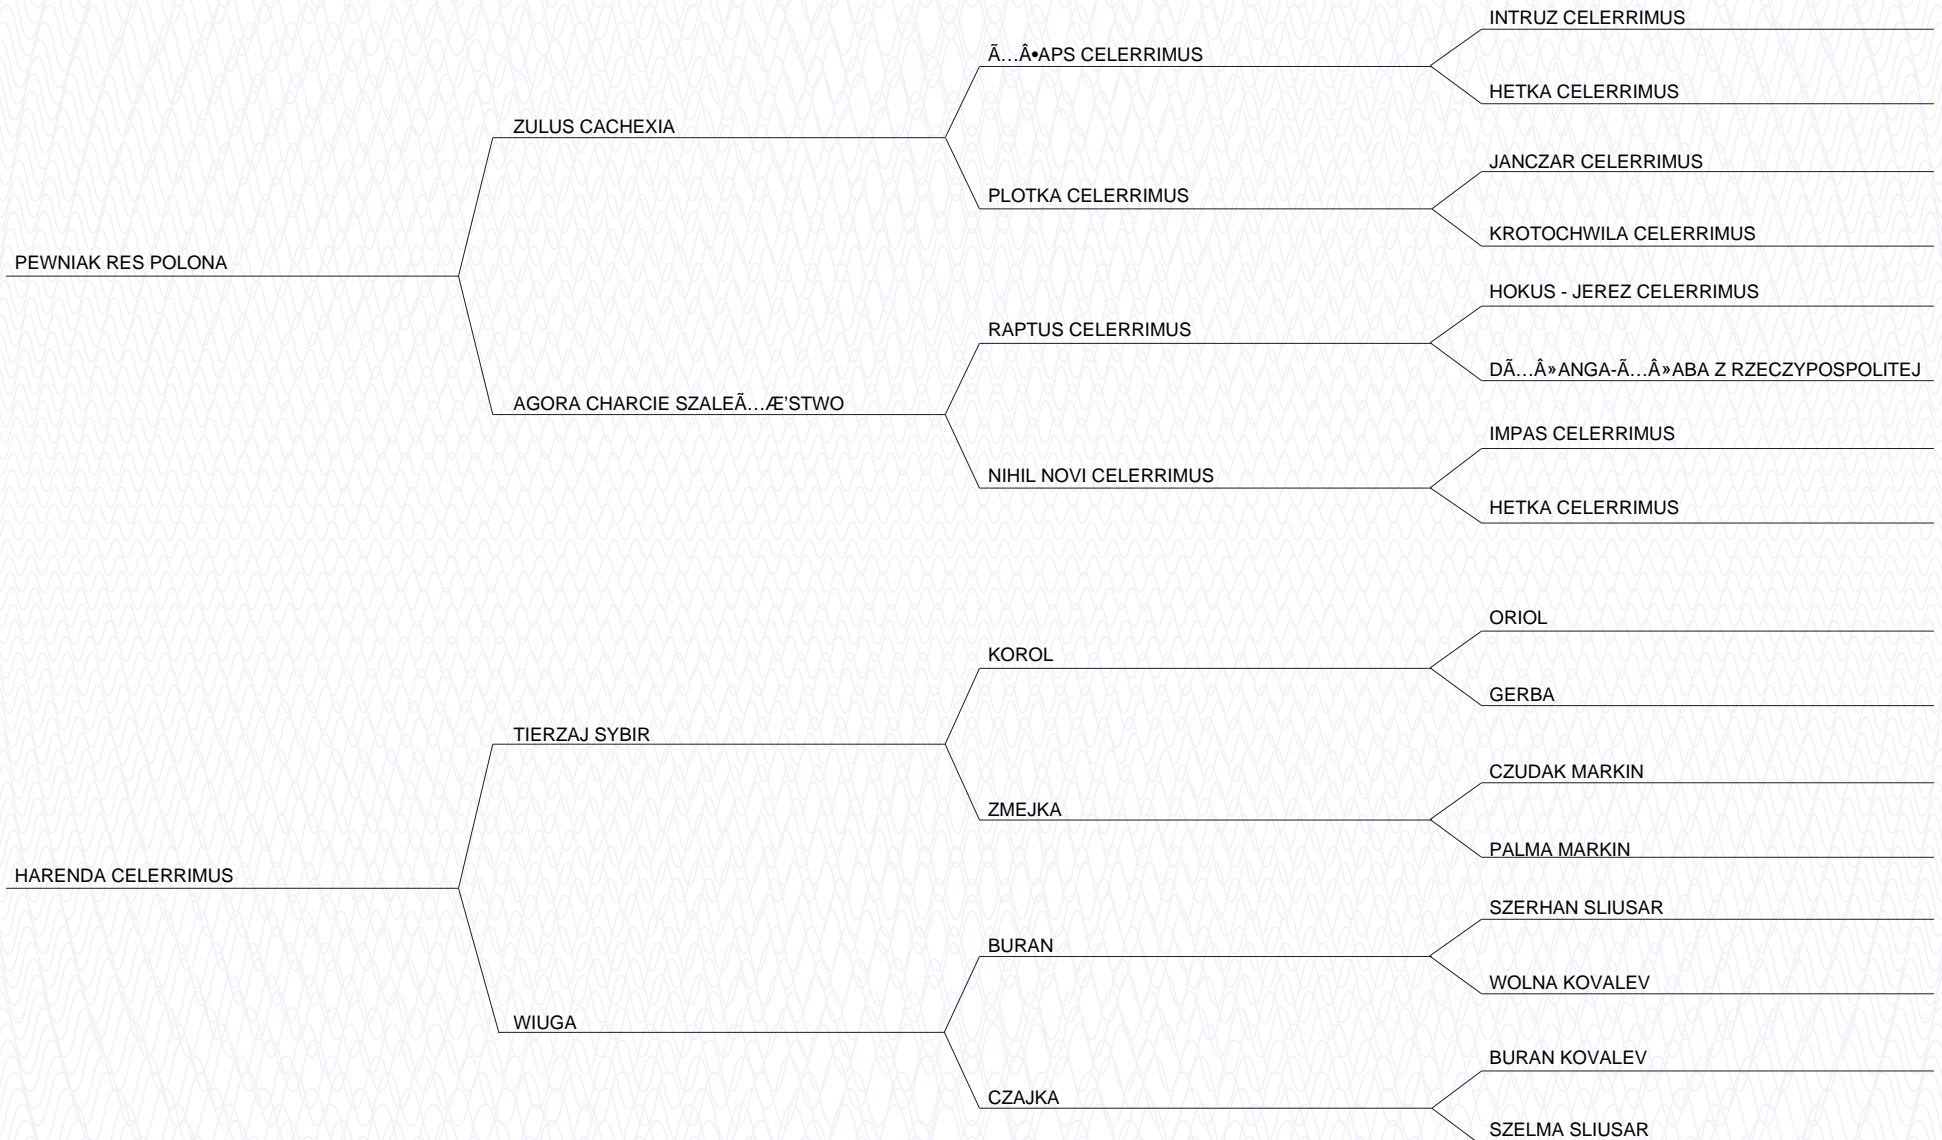 INTRUZ CELERRIMUS
Ã…Â•APS CELERRIMUS
HETKA CELERRIMUS
ZULUS CACHEXIA
JANCZAR CELERRIMUS
PLOTKA CELERRIMUS
KROTOCHWILA CELERRIMUS
PEWNIAK RES POLONA
HOKUS - JEREZ CELERRIMUS
RAPTUS CELERRIMUS
DÃ…Â»ANGA-Ã…Â»ABA Z RZECZYPOSPOLITEJ
AGORA CHARCIE SZALEÃ…Æ’STWO
IMPAS CELERRIMUS
NIHIL NOVI CELERRIMUS
HETKA CELERRIMUS
ORIOL
KOROL
GERBA
TIERZAJ SYBIR
CZUDAK MARKIN
ZMEJKA
PALMA MARKIN
HARENDA CELERRIMUS
SZERHAN SLIUSAR
BURAN
WOLNA KOVALEV
WIUGA
BURAN KOVALEV
CZAJKA
SZELMA SLIUSAR